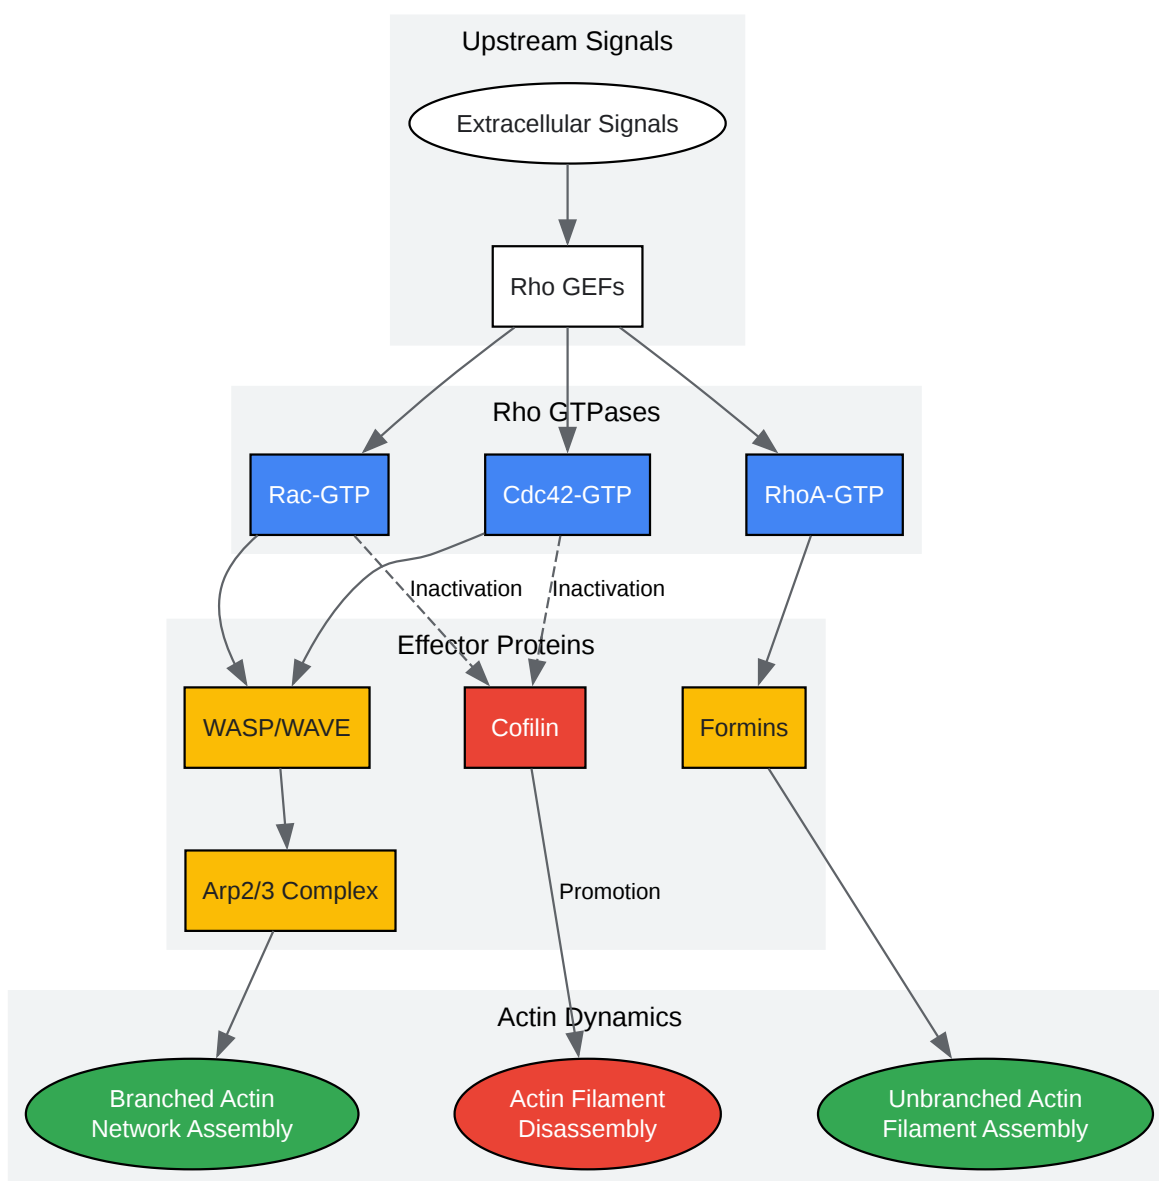 Upstream Signals
Extracellular Signals
Rho GEFs
Rho GTPases
Rac-GTP
Cdc42-GTP
RhoA-GTP
Inactivation
Inactivation
Effector Proteins
WASP/WAVE
Cofilin
Formins
Arp2/3 Complex
Promotion
Actin Dynamics
Branched Actin
Network Assembly
Actin Filament
Disassembly
Unbranched Actin
Filament Assembly